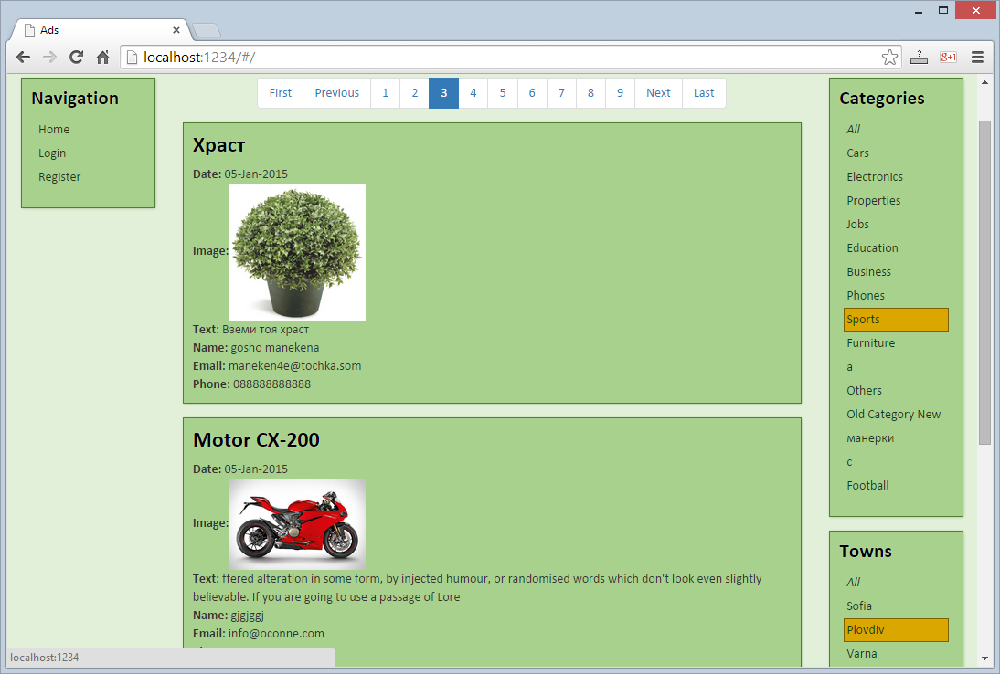 Ads
localhost:1234/#/
g+1
Navigation
Home
Login
Register
First Previous 1 2 3 4 5 6 7 8 9 Next Last
Храст
Date: 05-Jan-2015
Image:
Text: Вземи тоя храст
Name: gosho manekena
Email: maneken4e@tochka.som
Phone: 088888888888
Motor CX-200
Date: 05-Jan-2015
Image:
Text: ffered alteration in some form, by injected humour, or randomised words which don't look even slightly
believable. If you are going to use a passage of Lore
Name: gjgjggj
Email: info@oconne.com
Categories
All
Cars
Electronics
Properties
Jobs
Education
Business
Phones
Sports
Furniture
a
Others
Old Category New
манерки
c
Football
Towns
All
Sofia
Plovdiv
Varna
localhost:1234